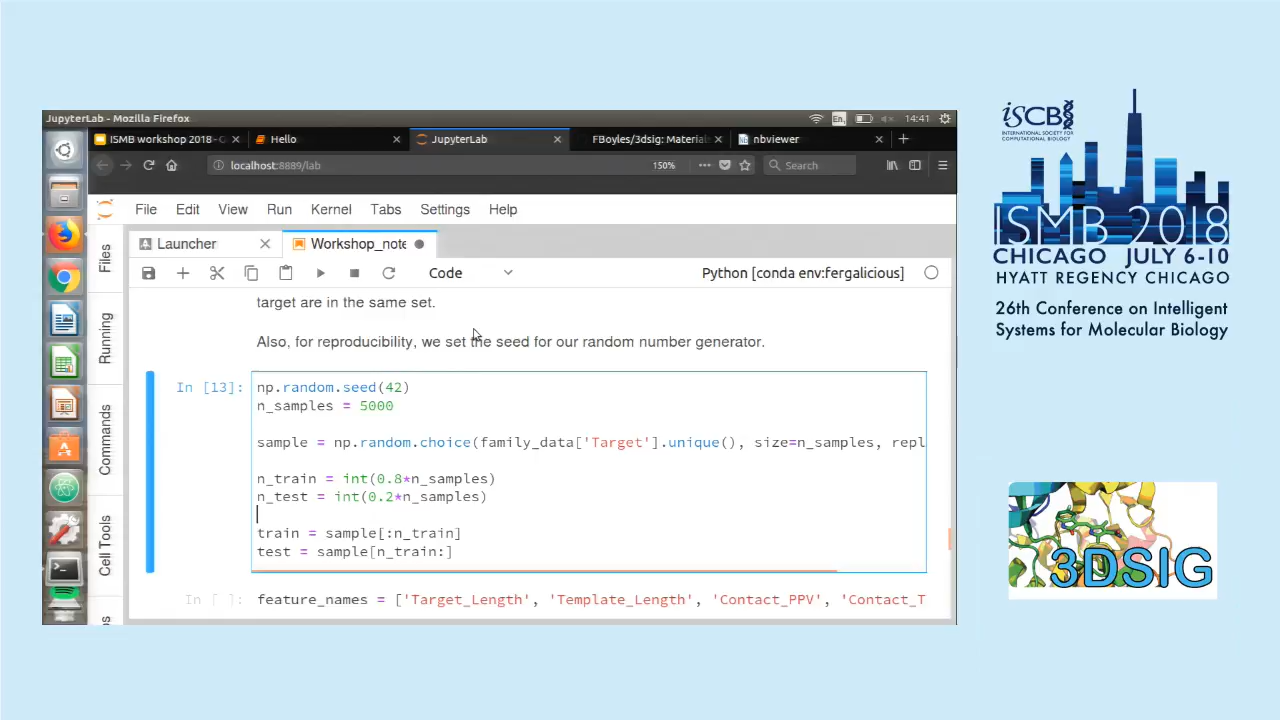 JupyterLab - Mozilla Firefox
En
14:41
ISMB workshop 2018 - G
Hello
JupyterLab
FBoyles/3dsig: Material
nbviewer
localhost:8889/lab
150%
Search
File Edit View Run Kernel Tabs Settings Help
Launcher
Workshop_note
Code
Python [conda env:fergalicious]
Files
Running
Commands
Cell Tools
target are in the same set.
Also, for reproducibility, we set the seed for our random number generator.
In [13]:
np.random.seed(42)
n_samples = 5000
sample = np.random.choice(family_data['Target'].unique(), size=n_samples, repl
n_train = int(0.8*n_samples)
n_test = int(0.2*n_samples)
train = sample[:n_train]
test = sample[n_train:]
In [ ]:
feature_names = ['Target_Length', 'Template_Length', 'Contact_PPV', 'Contact_T
iSCB
INTERNATIONAL SOCIETY FOR
COMPUTATIONAL BIOLOGY
ISMB 2018
CHICAGO JULY 6-10
HYATT REGENCY CHICAGO
26th Conference on Intelligent
Systems for Molecular Biology
3DSIG